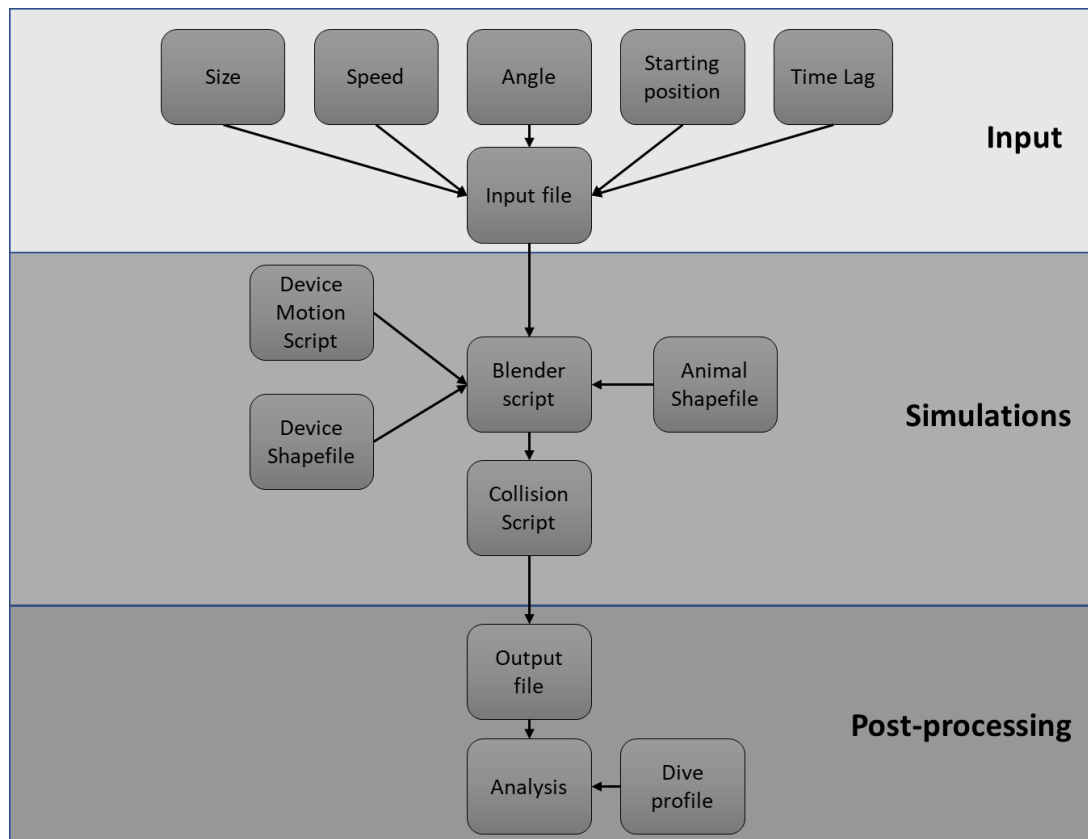 Size
Speed
Angle
Starting
position
Time Lag
Input
Input file
Device
Motion
Script
Blender
script
Animal
Shapefile
Device
Shapefile
Simulations
Collision
Script
Output
file
Post-processing
Analysis
Dive
profile